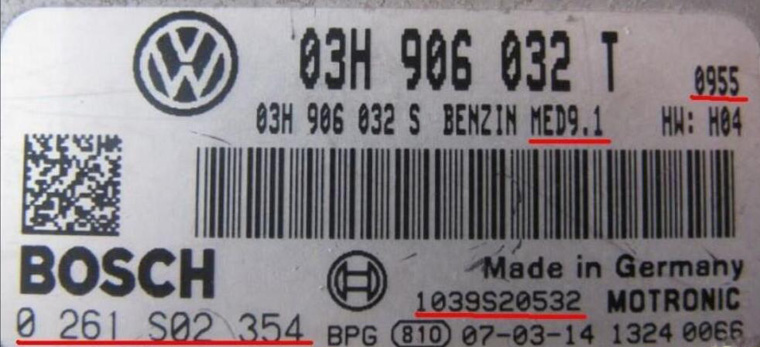 03H 906 032 T 0955
03H 906 032 S BENZIN MED9.1 HW: H04
BOSCH Made in Germany
1039S20532 MOTRONIC
0 261 S02 354 BPG 810 07-03-14 1324 0066